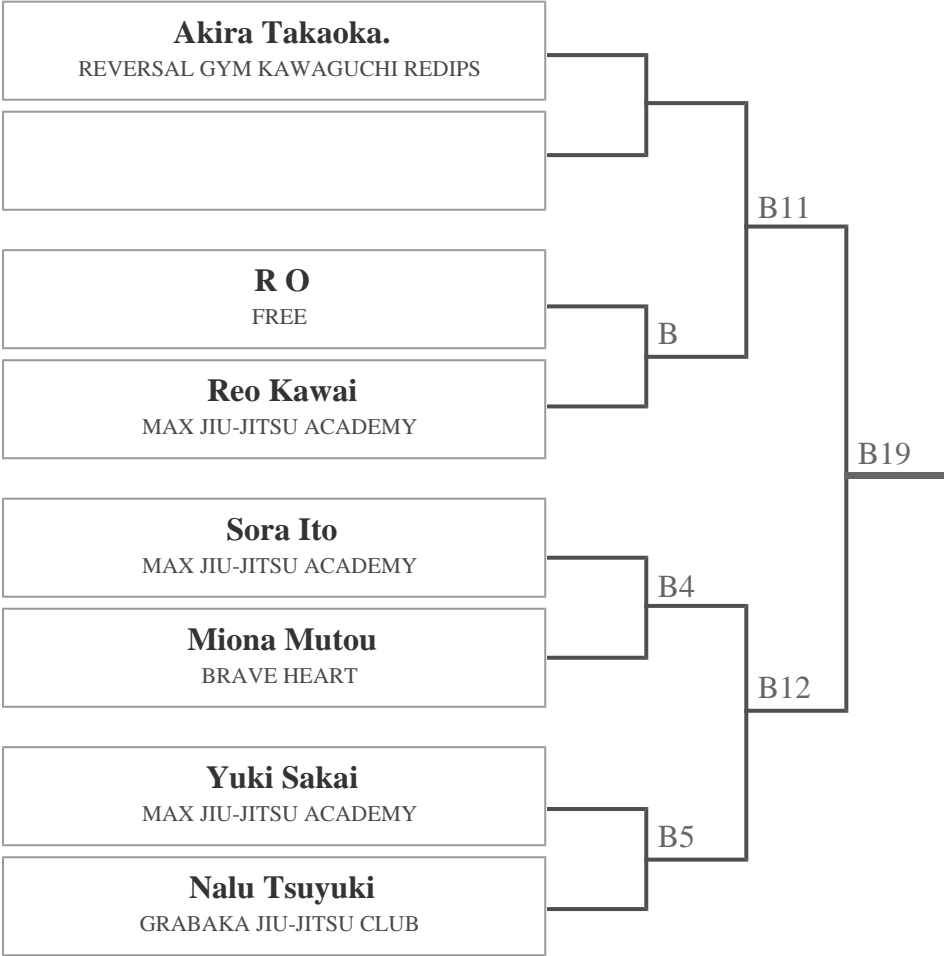 Akira Takaoka.
REVERSAL GYM KAWAGUCHI REDIPS
B11
R O
FREE
B
Reo Kawai
MAX JIU-JITSU ACADEMY
B19
Sora Ito
MAX JIU-JITSU ACADEMY
B4
Miona Mutou
BRAVE HEART
B12
Yuki Sakai
MAX JIU-JITSU ACADEMY
B5
Nalu Tsuyuki
GRABAKA JIU-JITSU CLUB